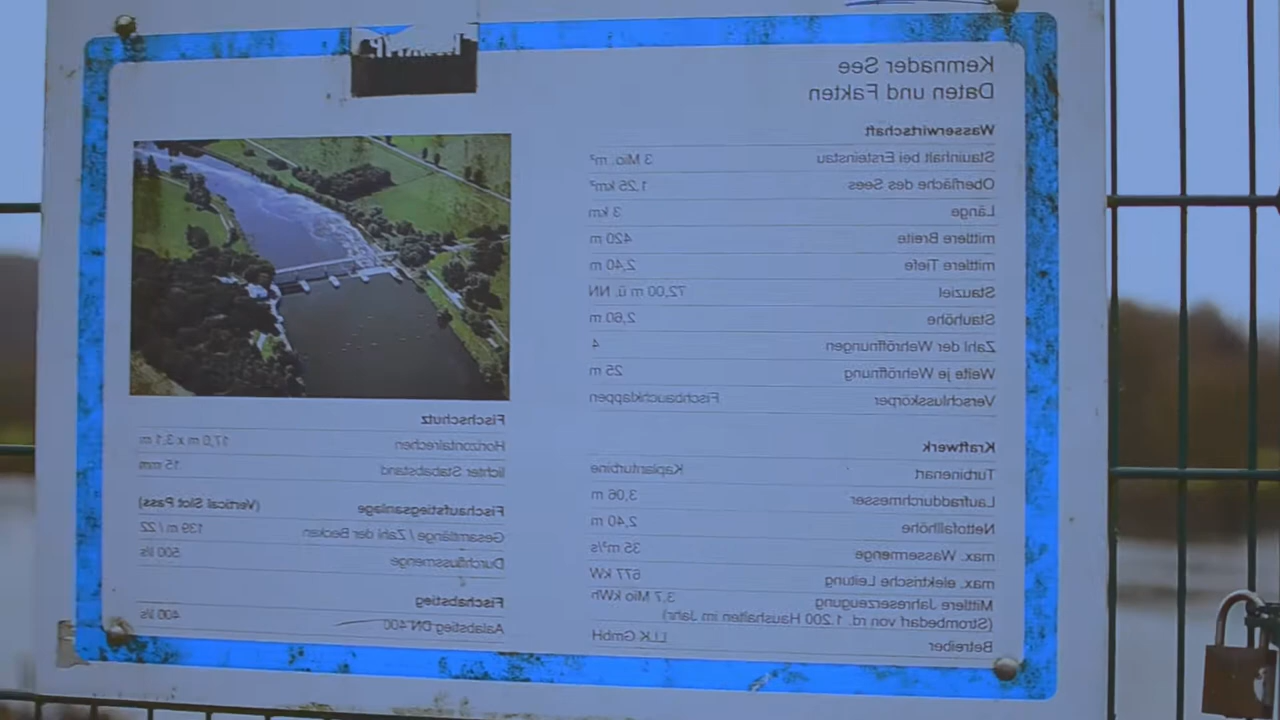 Kemnader See
Daten und Fakten
Wasserwirtschaft
Stauinhalt bei Ersteinstau 3 Mio. m³
Oberfläche des Sees 1,25 km²
Länge 3 km
mittlere Breite 420 m
mittlere Tiefe 2,40 m
Stauziel 72,00 m ü. NN
Stauhöhe 2,60 m
Zahl der Wehröffnungen 4
Weite je Wehröffnung 25 m
Verschlusskörper Fischbauchklappen
Kraftwerk
Turbinenart Kaplanturbine
Laufraddurchmesser 3,06 m
Nettofallhöhe 2,40 m
max. Wassermenge 35 m³/s
max. elektrische Leitung 677 kW
Mittlere Jahreserzeugung 3,7 Mio kWh
(Strombedarf von rd. 1.200 Haushalten im Jahr)
Betreiber LLK GmbH
Fischschutz
Horizontalrechen 17,0 m x 3,1 m
lichter Stababstand 15 mm
Fischaufstiegsanlage (Vertical Slot Pass)
Gesamtlänge / Zahl der Becken 139 m / 22
Durchflussmenge 500 l/s
Fischabstieg
Aalabstieg DN 400 400 l/s